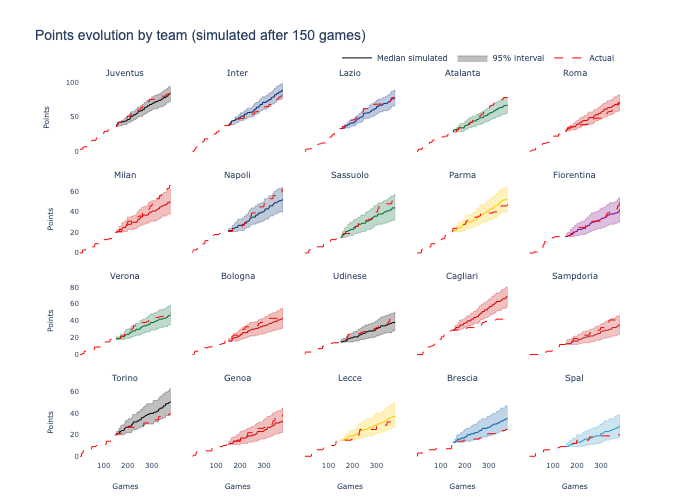 Points evolution by team (simulated after 150 games)
Median simulated 95% interval Actual
Juventus Inter Lazio Atalanta Roma
100
50
0
Points
Milan Napoli Sassuolo Parma Fiorentina
60
40
20
0
Points
Verona Bologna Udinese Cagliari Sampdoria
80
60
40
20
0
Points
Torino Genoa Lecce Brescia Spal
60
40
20
0
Points
100 200 300 100 200 300 100 200 300 100 200 300 100 200 300
Games Games Games Games Games